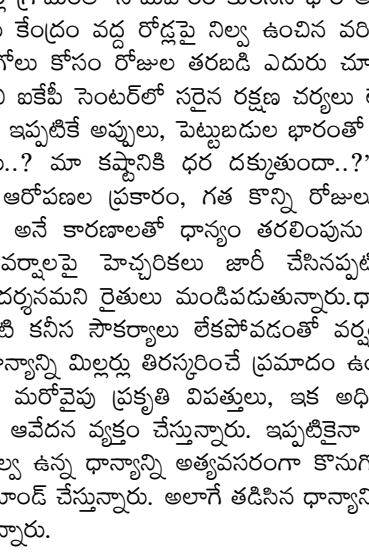 కేంద్రం వద్ద రోడ్లపై నిల్వ ఉంచిన వరి
గోలు కోసం రోజుల తరబడి ఎదురు చూ
ని ఐకేపీ సెంటర్‌లో సరైన రక్షణ చర్యలు
ఇప్పటికే అప్పులు, పెట్టుబడుల భారంతో
..? మా కష్టానికి ధర దక్కుతుందా..?’
ఆరోపణల ప్రకారం, గత కొన్ని రోజులు
అనే కారణాలతో ధాన్యం తరలింపును
వర్షాలపై హెచ్చరికలు జారీ చేసినప్పటి
దర్శనమని రైతులు మండిపడుతున్నారు.ధా
టి కనీస సౌకర్యాలు లేకపోవడంతో వర్ష
న్యాన్ని మిల్లర్లు తిరస్కరించే ప్రమాదం ఉం
మరోవైపు ప్రకృతి విపత్తులు, ఇక అధి
ఆవేదన వ్యక్తం చేస్తున్నారు. ఇప్పటికైనా
ల్వ ఉన్న ధాన్యాన్ని అత్యవసరంగా కొనుగో
మాండ్ చేస్తున్నారు. అలాగే తడిసిన ధాన్యాని
న్నారు.